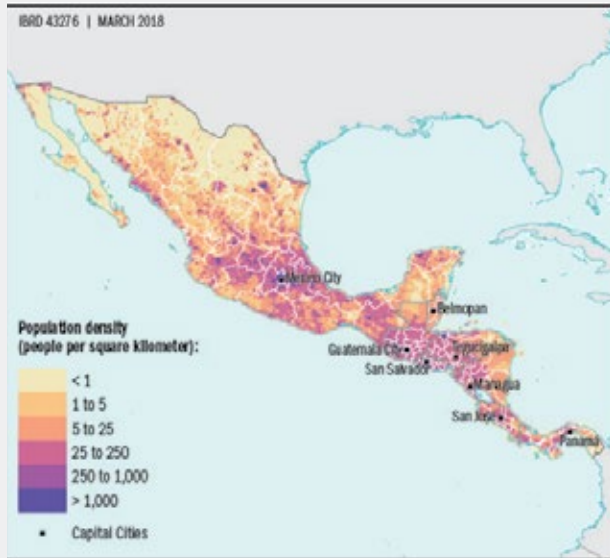 IBRD 43276 | MARCH 2018
Mexico City
Belmopan
Guatemala City
Tegucigalpa
San Salvador
Managua
San José
Panama
Population density
(people per square kilometer):
< 1
1 to 5
5 to 25
25 to 250
250 to 1,000
> 1,000
Capital Cities